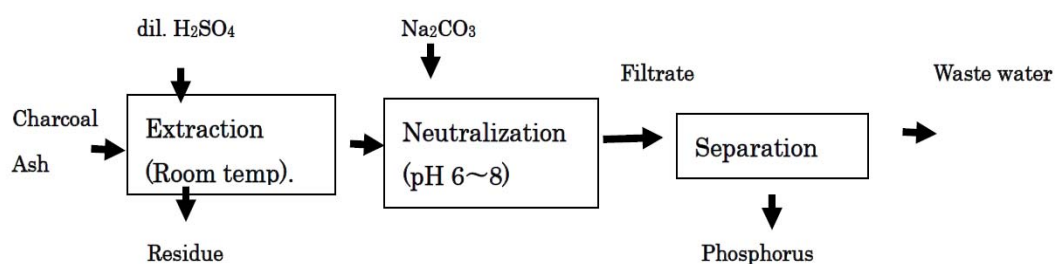 dil. H₂SO₄
Na₂CO₃
Filtrate
Waste water
Charcoal
Ash
Extraction
(Room temp).
Neutralization
(pH 6~8)
Separation
Residue
Phosphorus